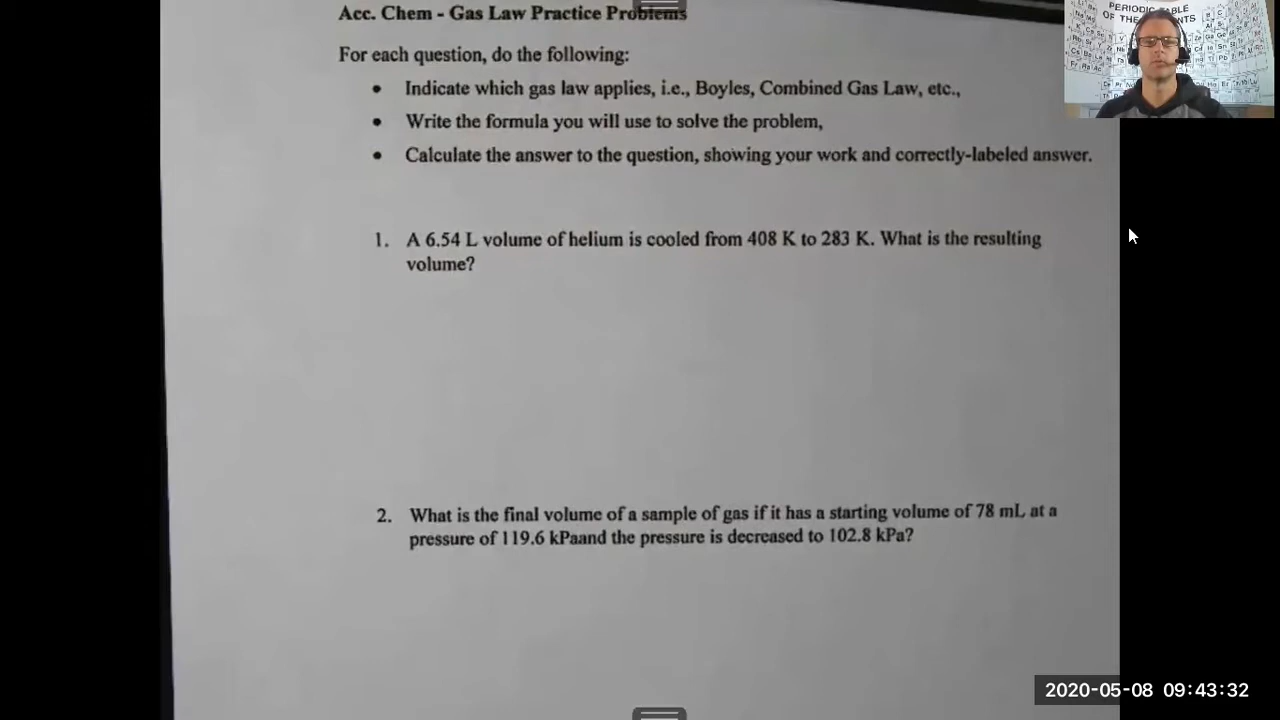 Acc. Chem - Gas Law Practice Problems
For each question, do the following:
• Indicate which gas law applies, i.e., Boyles, Combined Gas Law, etc.,
• Write the formula you will use to solve the problem,
• Calculate the answer to the question, showing your work and correctly-labeled answer.
1. A 6.54 L volume of helium is cooled from 408 K to 283 K. What is the resulting
volume?
2. What is the final volume of a sample of gas if it has a starting volume of 78 mL at a
pressure of 119.6 kPaand the pressure is decreased to 102.8 kPa?
PERIODIC TABLE
OF THE
2020-05-08 09:43:32